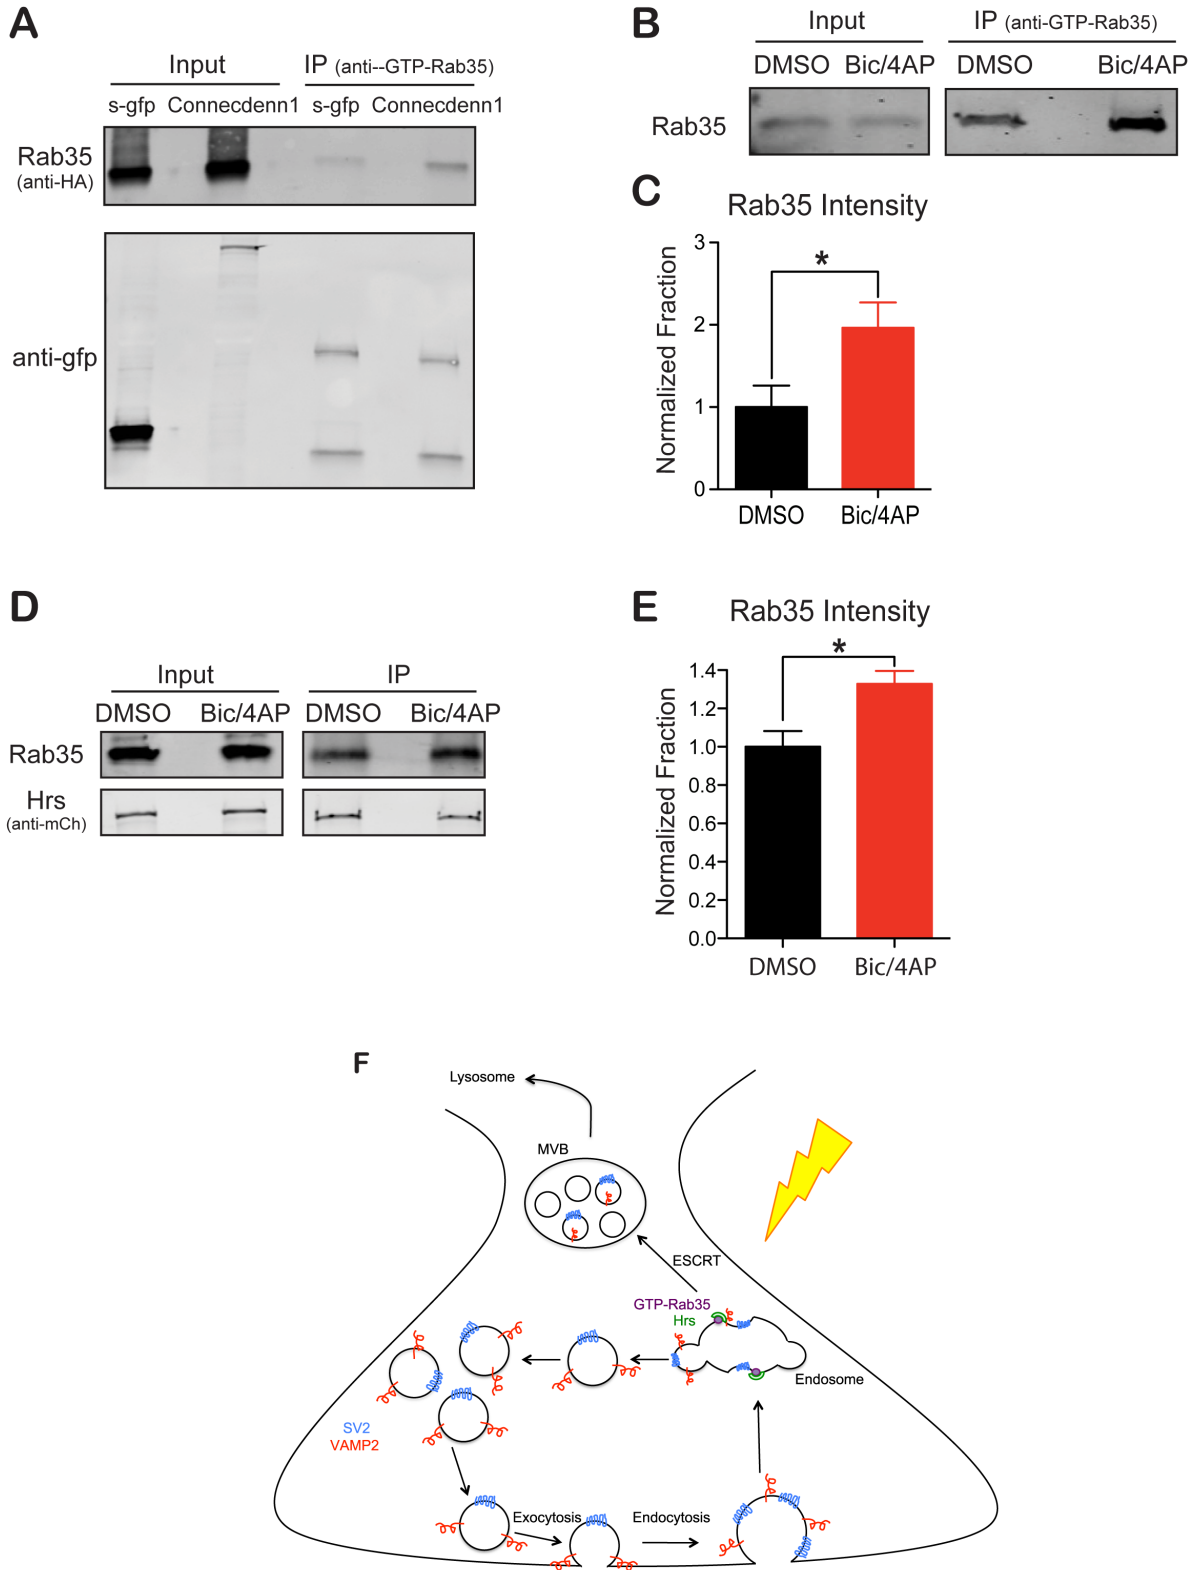 A
Input
IP (anti--GTP-Rab35)
s-gfp Connecdenn1 s-gfp Connecdenn1
Rab35
(anti-HA)
anti-gfp
B
Input
IP (anti-GTP-Rab35)
DMSO Bic/4AP DMSO Bic/4AP
Rab35
C
Rab35 Intensity
Normalized Fraction
3
2
1
0
*
DMSO Bic/4AP
D
Input IP
DMSO Bic/4AP DMSO Bic/4AP
Rab35
Hrs
(anti-mCh)
E
Rab35 Intensity
Normalized Fraction
1.4
1.2
1.0
0.8
0.6
0.4
0.2
0.0
*
DMSO Bic/4AP
F
Lysosome
MVB
ESCRT
GTP-Rab35
Hrs
Endosome
SV2
VAMP2
Exocytosis
Endocytosis